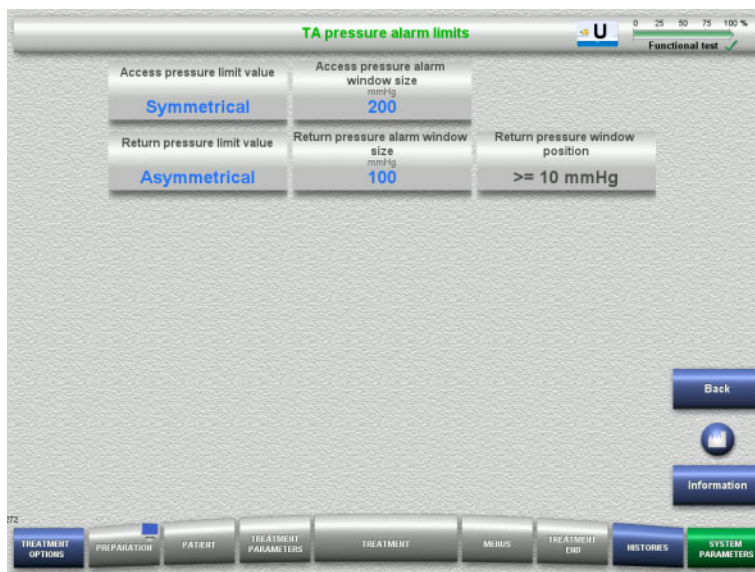 TA pressure alarm limits
U
0 25 50 75 100 %
Functional test
Access pressure limit value
Symmetrical
Access pressure alarm
window size
mmHg
200
Return pressure limit value
Asymmetrical
Return pressure alarm window
size
mmHg
100
Return pressure window
position
>= 10 mmHg
Back
Information
272
TREATMENT
OPTIONS
PREPARATION
PATIENT
TREATMENT
PARAMETERS
TREATMENT
MENUS
TREATMENT
END
HISTORIES
SYSTEM
PARAMETERS